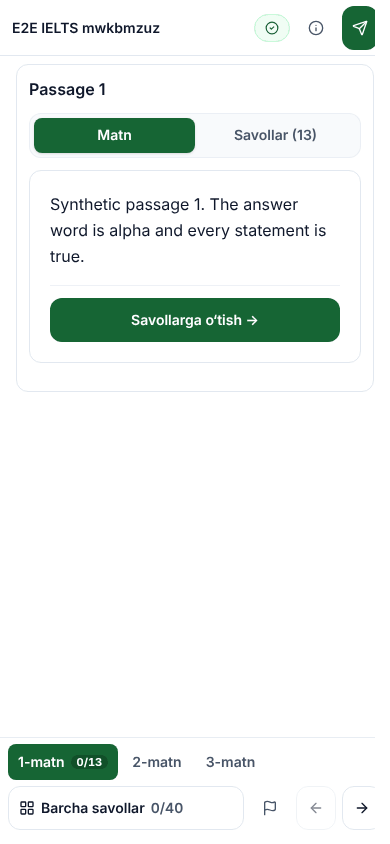 E2E IELTS mwkbmzuz
Passage 1
Matn
Savollar (13)
Synthetic passage 1. The answer
word is alpha and every statement is
true.
Savollarga o‘tish →
1-matn 0/13
2-matn
3-matn
Barcha savollar 0/40